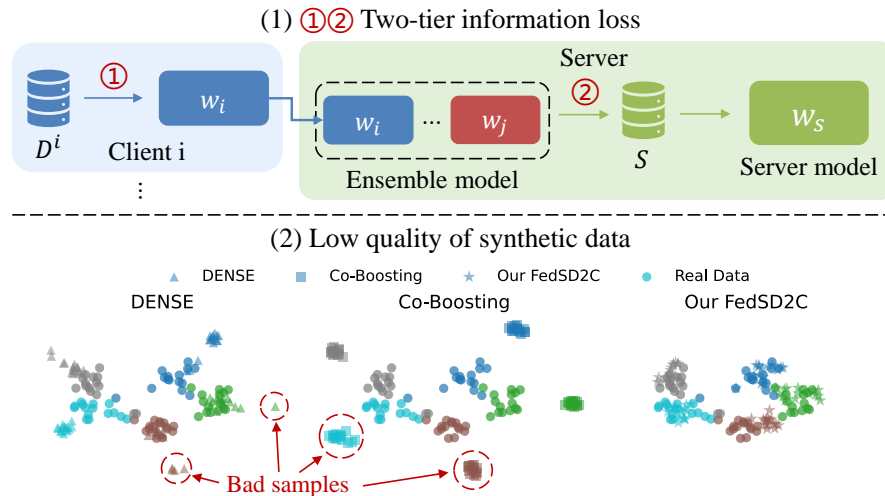 (1) ①② Two-tier information loss
Server
①
②
w_i
w_i
...
w_j
w_s
D^i
S
Client i
Ensemble model
Server model
⋮
(2) Low quality of synthetic data
DENSE
Co-Boosting
Our FedSD2C
Real Data
DENSE
Co-Boosting
Our FedSD2C
Bad samples